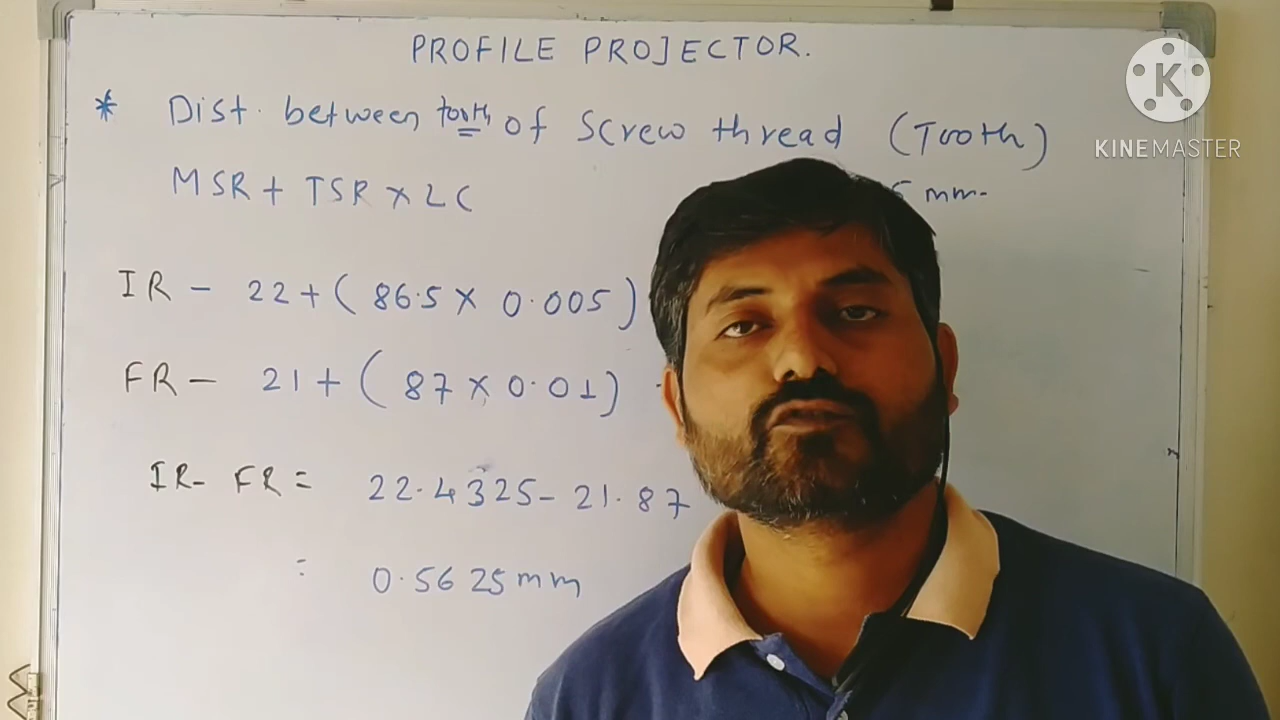 PROFILE PROJECTOR.
* Dist. between tooth of Screw thread (Tooth)
MSR + TSR × LC
mm.
IR - 22 + ( 86.5 × 0.005 )
FR - 21 + ( 87 × 0.01 )
IR - FR = 22.4325 - 21.87
= 0.5625 mm
K
KINEMASTER